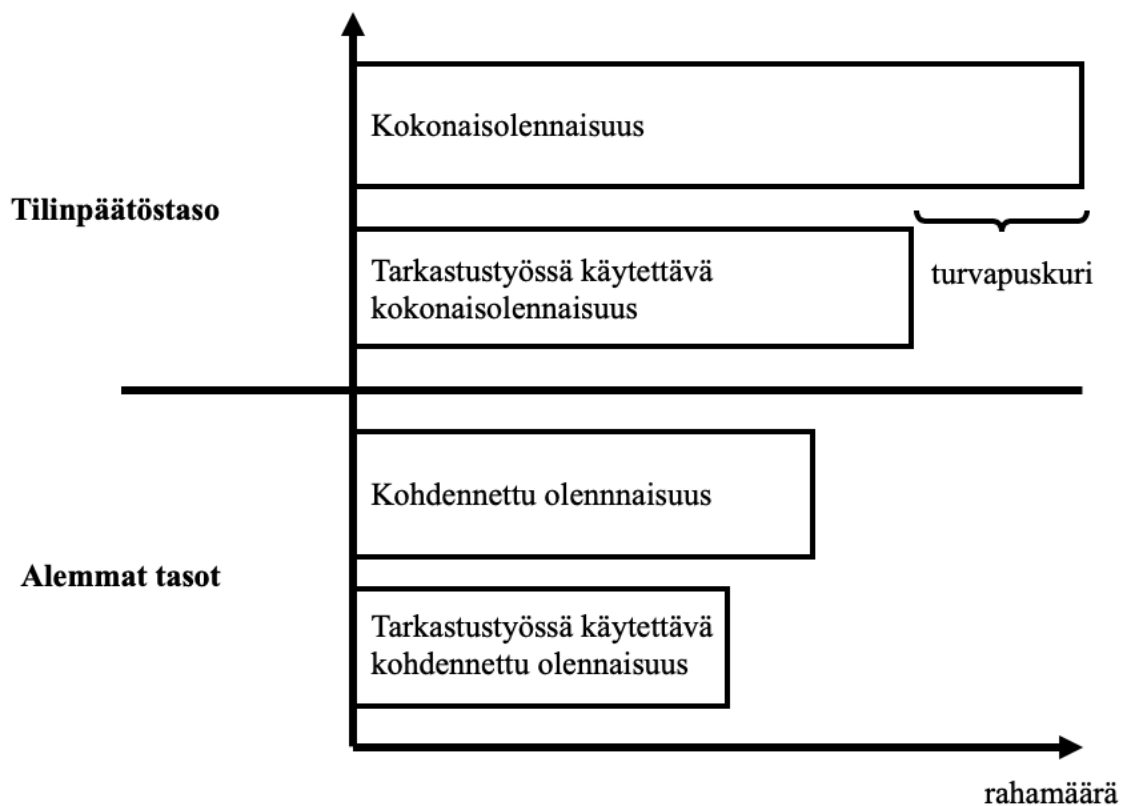 Kokonaisolennaisuus
Tilinpäätöstaso
Tarkastustyössä käytettävä
kokonaisolennaisuus
turvapuskuri
Kohdennettu olennnaisuus
Alemmat tasot
Tarkastustyössä käytettävä
kohdennettu olennaisuus
rahamäärä